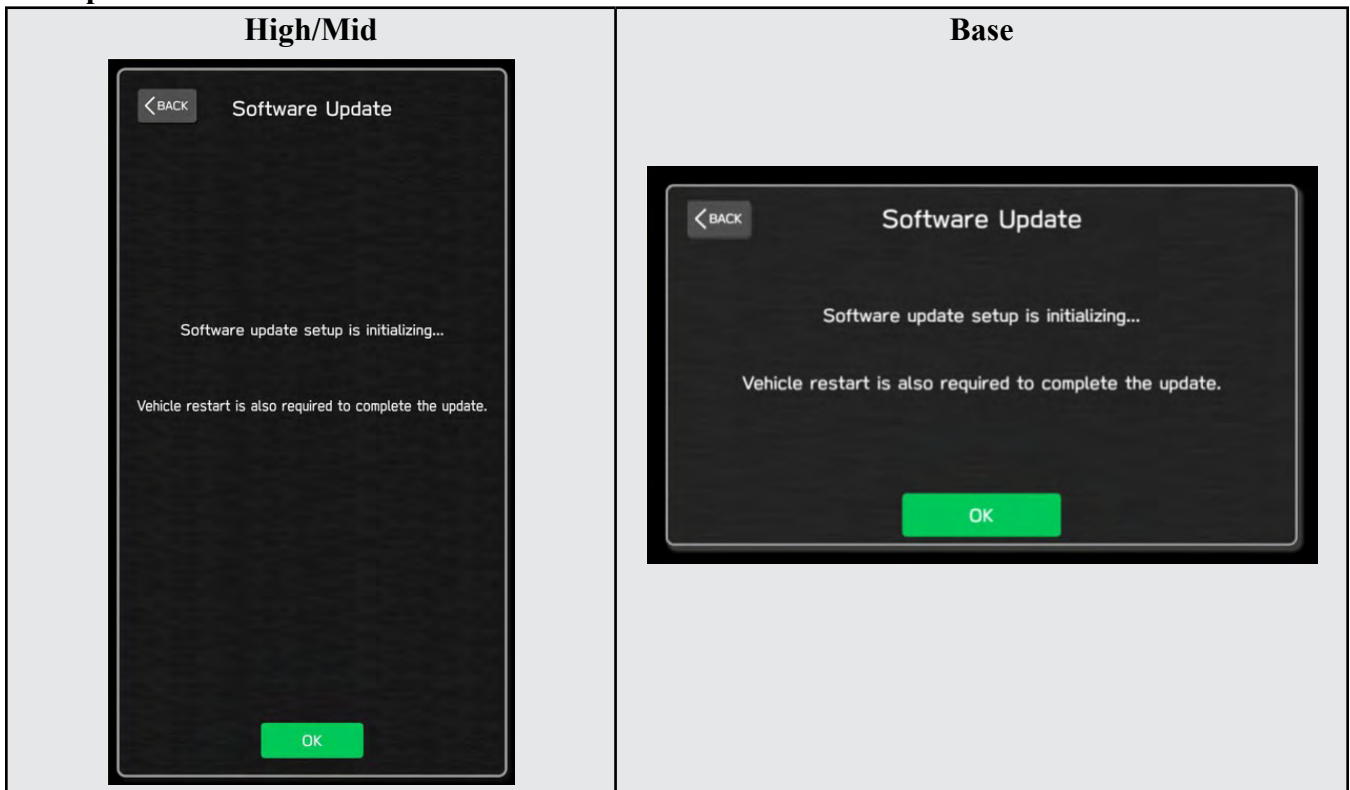 High/Mid
BACK
Software Update
Software update setup is initializing...
Vehicle restart is also required to complete the update.
OK
Base
BACK
Software Update
Software update setup is initializing...
Vehicle restart is also required to complete the update.
OK